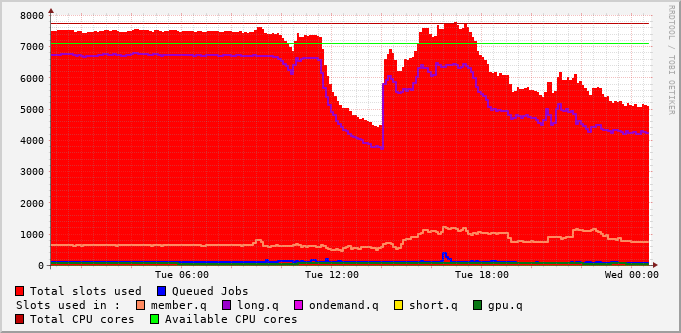 8000
7000
6000
5000
4000
3000
2000
1000
0
Tue 06:00 Tue 12:00 Tue 18:00 Wed 00:00
RRDTOOL / TOBI OETIKER
Total slots used Queued Jobs
Slots used in : member.q long.q ondemand.q short.q gpu.q
Total CPU cores Available CPU cores